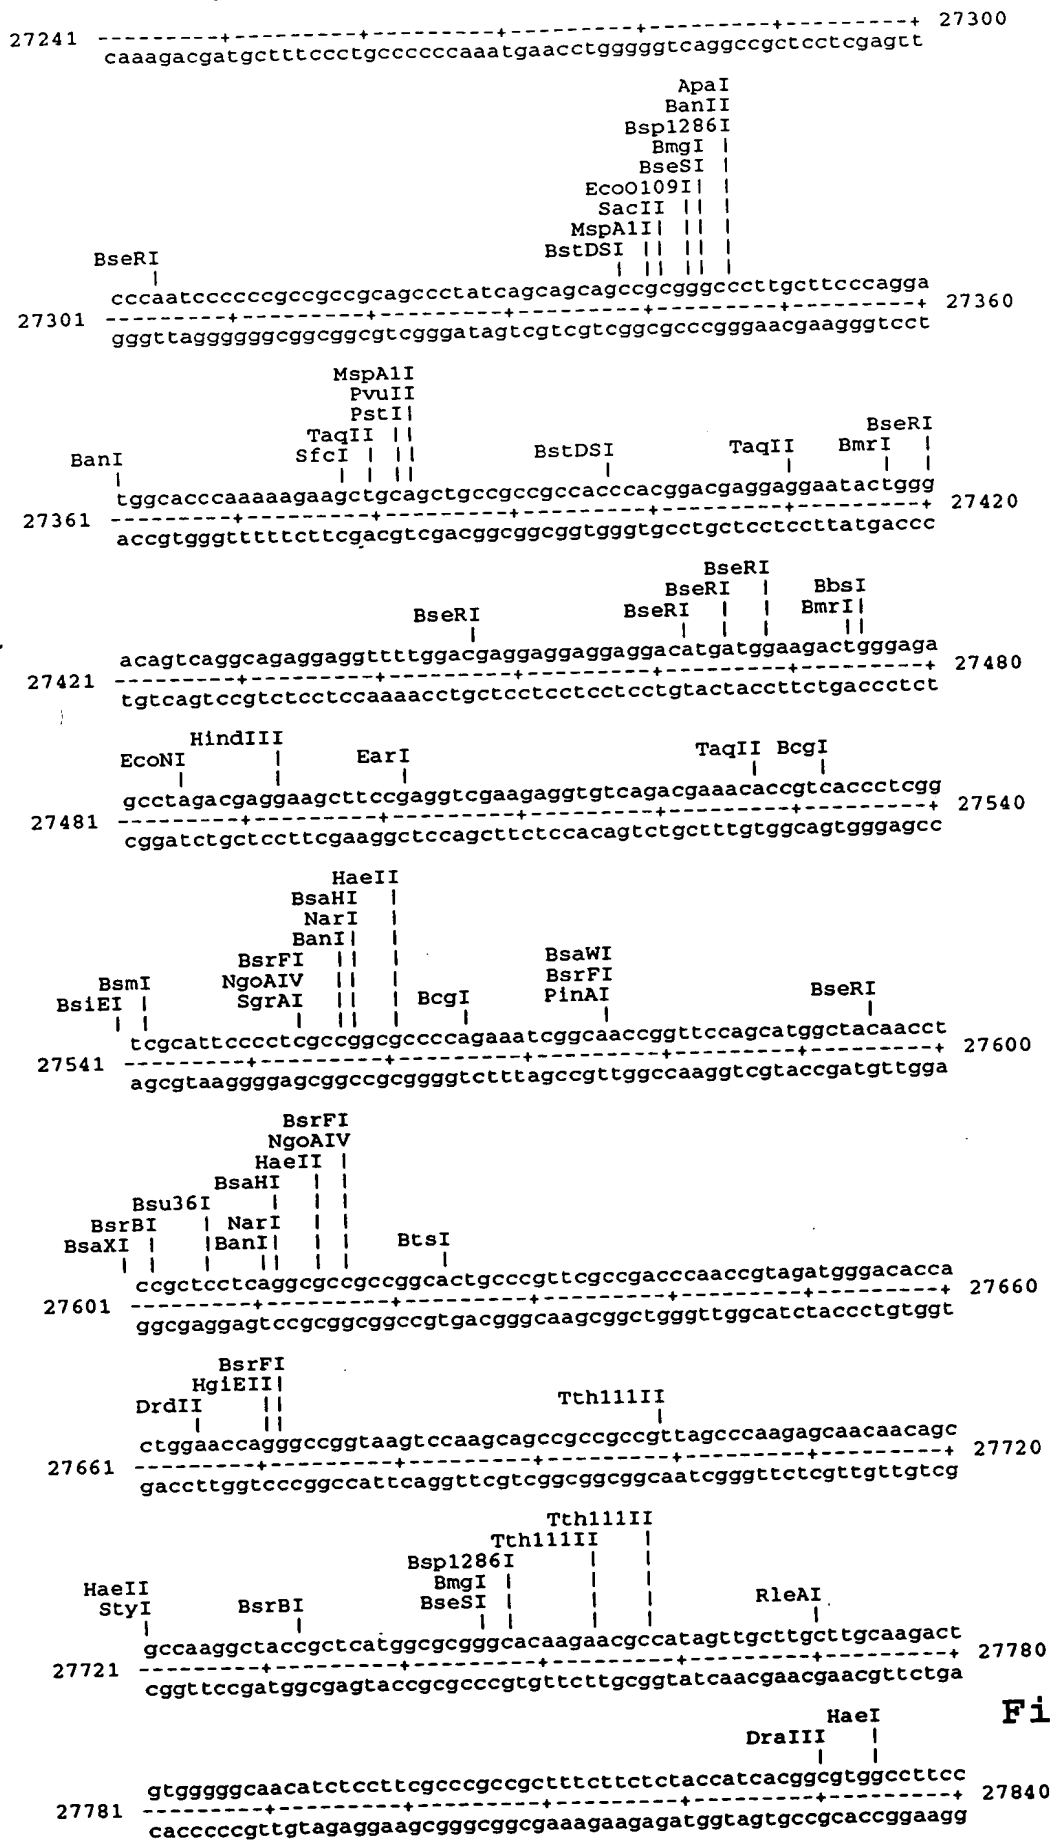 27241 ---------+---------+---------+---------+---------+---------+ 27300
caaagacgatgctttccctgccccccaaatgaacctgggggtcaggccgctcctcgagtt
ApaI
BanII
Bsp1286I
BmgI |
BseSI |
EcoO109I| |
SacII || |
MspA1I| || |
BseRI BstDSI || || |
| | || || |
cccaatcccccccgccgccgcagccctatcagcagcagccgcgggcccttgcttcccagga
27301 ---------+---------+---------+---------+---------+---------+ 27360
gggttagggggggcggcggcgtcgggatagtcgtcgtcggcgcccgggaacgaagggtcct
MspA1I
PvuII
PstI|
TaqII || BseRI
BanI SfcI | || BstDSI TaqII BmrI |
| | | || | | | |
tggcacccaaaaagaagctgcagctgccgccgccacccacggacgaggaggaatactggg
27361 ---------+---------+---------+---------+---------+---------+ 27420
accgtgggtttttcttcgacgtcgacggcggcggtgggtgcctgctcctccttatgaccc
BseRI
BseRI | BbsI
BseRI BseRI | | BmrI|
| | | | ||
acagtcaggcagaggaggttttggacgaggaggaggaggacatgatggaagactgggaga
27421 ---------+---------+---------+---------+---------+---------+ 27480
tgtcagtccgtctcctccaaaacctgctcctcctcctcctgtactaccttctgaccctct
HindIII
EcoNI | EarI TaqII BcgI
| | | | |
gcctagacgaggaagcttccgaggtcgaagaggtgtcagacgaaacaccgtcaccctcgg
27481 ---------+---------+---------+---------+---------+---------+ 27540
cggatctgctccttcgaaggctccagcttctccacagtctgctttgtggcagtgggagcc
HaeII
BsaHI |
NarI |
BanI| |
BsrFI || | BsaWI
BsmI NgoAIV || | BsrFI
BsiEI | SgrAI || | BcgI PinAI BseRI
| | | || | | | |
tcgcattcccctcgccggcgccccagaaatcggcaaccggttccagcatggctacaacct
27541 ---------+---------+---------+---------+---------+---------+ 27600
agcgtaaggggagcggccgcggggtctttagccgttggccaaggtcgtaccgatgttgga
BsrFI
NgoAIV
HaeII |
BsaHI | |
Bsu36I | | |
BsrBI | NarI | |
BsaXI | |BanI| | | BtsI
| | | || | | |
ccgctcctcaggcgccgccggcactgcccgttcgccgacccaaccgtagatgggacacca
27601 ---------+---------+---------+---------+---------+---------+ 27660
ggcgaggagtccgcggcggccgtgacgggcaagcggctgggttggcatctaccctgtggt
BsrFI
HgiEII|
DrdII || Tth111II
| || |
ctggaaccagggccggtaagtccaagcagccgccgccgttagcccaagagcaacaacagc
27661 ---------+---------+---------+---------+---------+---------+ 27720
gaccttggtcccggccattcaggttcgtcggcggcggcaatcgggttctcgttgttgtcg
Tth111II
Tth111II |
Bsp1286I | |
HaeII BmgI | | |
StyI BsrBI BseSI | | | RleAI
| | | | | | |
gccaaggctaccgctcatggcgcgggcacaagaacgccatagttgcttgcttgcaagact
27721 ---------+---------+---------+---------+---------+---------+ 27780
cggttccgatggcgagtaccgcgcccgtgttcttgcggtatcaacgaacgaacgttctga
Fi
HaeI
DraIII |
| |
gtgggggcaacatctccttcgcccgccgctttcttctctaccatcacggcgtggccttcc
27781 ---------+---------+---------+---------+---------+---------+ 27840
cacccccgttgtagaggaagcgggcggcgaaagaagagatggtagtgccgcaccggaagg